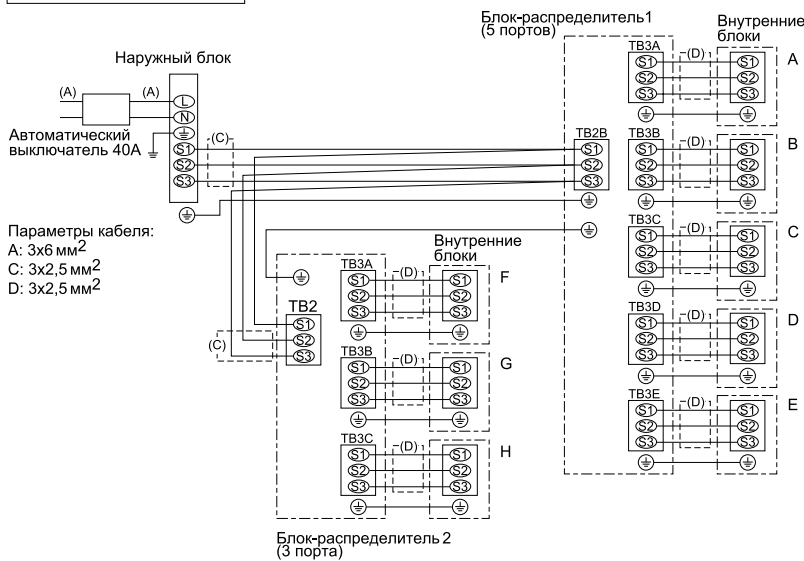 Блок-распределитель1
(5 портов)
Внутренние
блоки
Наружный блок
(A)
(A)
L
N
Автоматический
выключатель 40А
S1
S2
S3
(C)
TB2B
S1
S2
S3
TB3A
S1
S2
S3
(D)
S1
S2
S3
A
TB3B
S1
S2
S3
(D)
S1
S2
S3
B
TB3C
S1
S2
S3
(D)
S1
S2
S3
C
TB3D
S1
S2
S3
(D)
S1
S2
S3
D
TB3E
S1
S2
S3
(D)
S1
S2
S3
E
Параметры кабеля:
A: 3x6 мм2
C: 3x2,5 мм2
D: 3x2,5 мм2
Внутренние
блоки
TB2
S1
S2
S3
(C)
TB3A
S1
S2
S3
(D)
S1
S2
S3
F
TB3B
S1
S2
S3
(D)
S1
S2
S3
G
TB3C
S1
S2
S3
(D)
S1
S2
S3
H
Блок-распределитель 2
(3 порта)